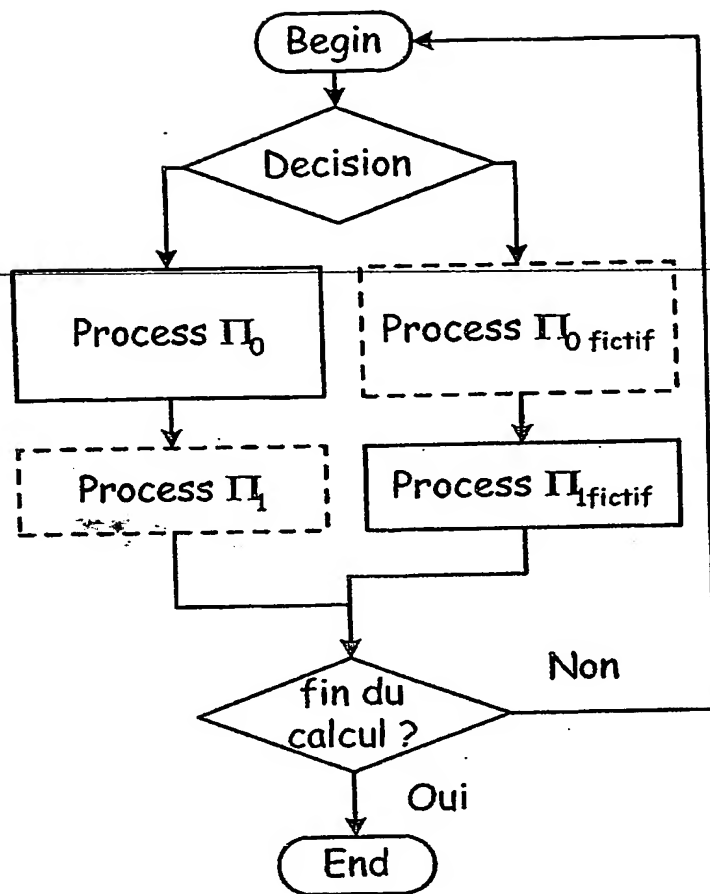 Begin
Decision
Process Π0
Process Π0 fictif
Process Π1
Process Π1fictif
fin du
calcul ?
Non
Oui
End